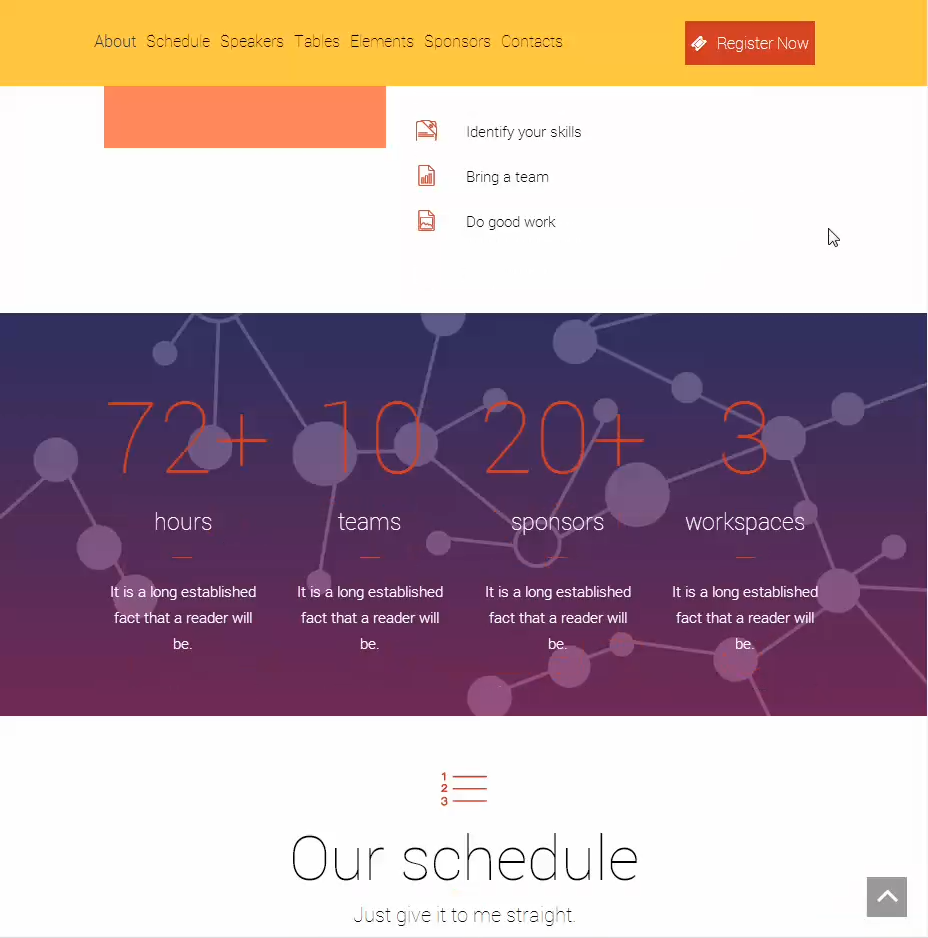 About Schedule Speakers Tables Elements Sponsors Contacts Register Now
Identify your skills
Bring a team
Do good work
72+ 10 20+ 3
hours teams sponsors workspaces
It is a long established It is a long established It is a long established It is a long established
fact that a reader will fact that a reader will fact that a reader will fact that a reader will
be. be. be. be.
1
2
3
Our schedule
Just give it to me straight.